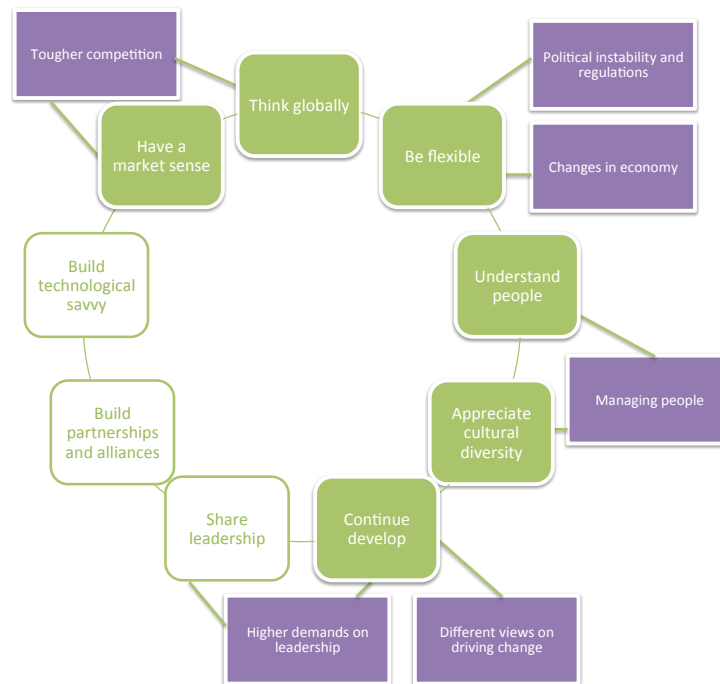 Tougher competition
Think globally
Political instability and
regulations
Have a
market sense
Be flexible
Changes in economy
Build
technological
savvy
Understand
people
Build
partnerships
and alliances
Appreciate
cultural
diversity
Managing people
Share
leadership
Continue
develop
Higher demands on
leadership
Different views on
driving change